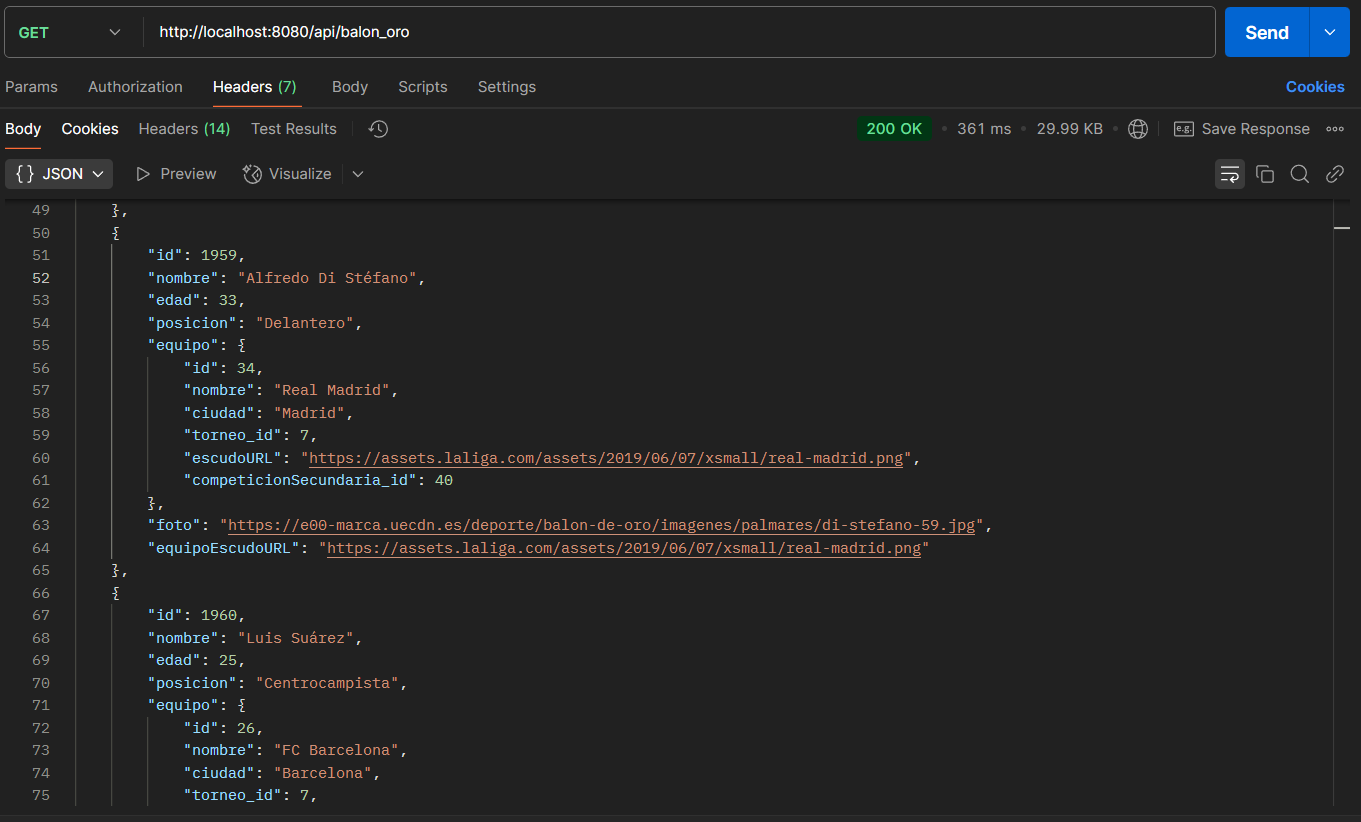 GET http://localhost:8080/api/balon_oro Send
Params Authorization Headers (7) Body Scripts Settings Cookies
Body Cookies Headers (14) Test Results 200 OK • 361 ms • 29.99 KB • e.g. Save Response
{} JSON Preview Visualize
49 },
50 {
51 "id": 1959,
52 "nombre": "Alfredo Di Stéfano",
53 "edad": 33,
54 "posicion": "Delantero",
55 "equipo": {
56 "id": 34,
57 "nombre": "Real Madrid",
58 "ciudad": "Madrid",
59 "torneo_id": 7,
60 "escudoURL": "https://assets.laliga.com/assets/2019/06/07/xsmall/real-madrid.png",
61 "competicionSecundaria_id": 40
62 },
63 "foto": "https://e00-marca.uecdn.es/deporte/balon-de-oro/imagenes/palmares/di-stefano-59.jpg",
64 "equipoEscudoURL": "https://assets.laliga.com/assets/2019/06/07/xsmall/real-madrid.png"
65 },
66 {
67 "id": 1960,
68 "nombre": "Luis Suárez",
69 "edad": 25,
70 "posicion": "Centrocampista",
71 "equipo": {
72 "id": 26,
73 "nombre": "FC Barcelona",
74 "ciudad": "Barcelona",
75 "torneo_id": 7,